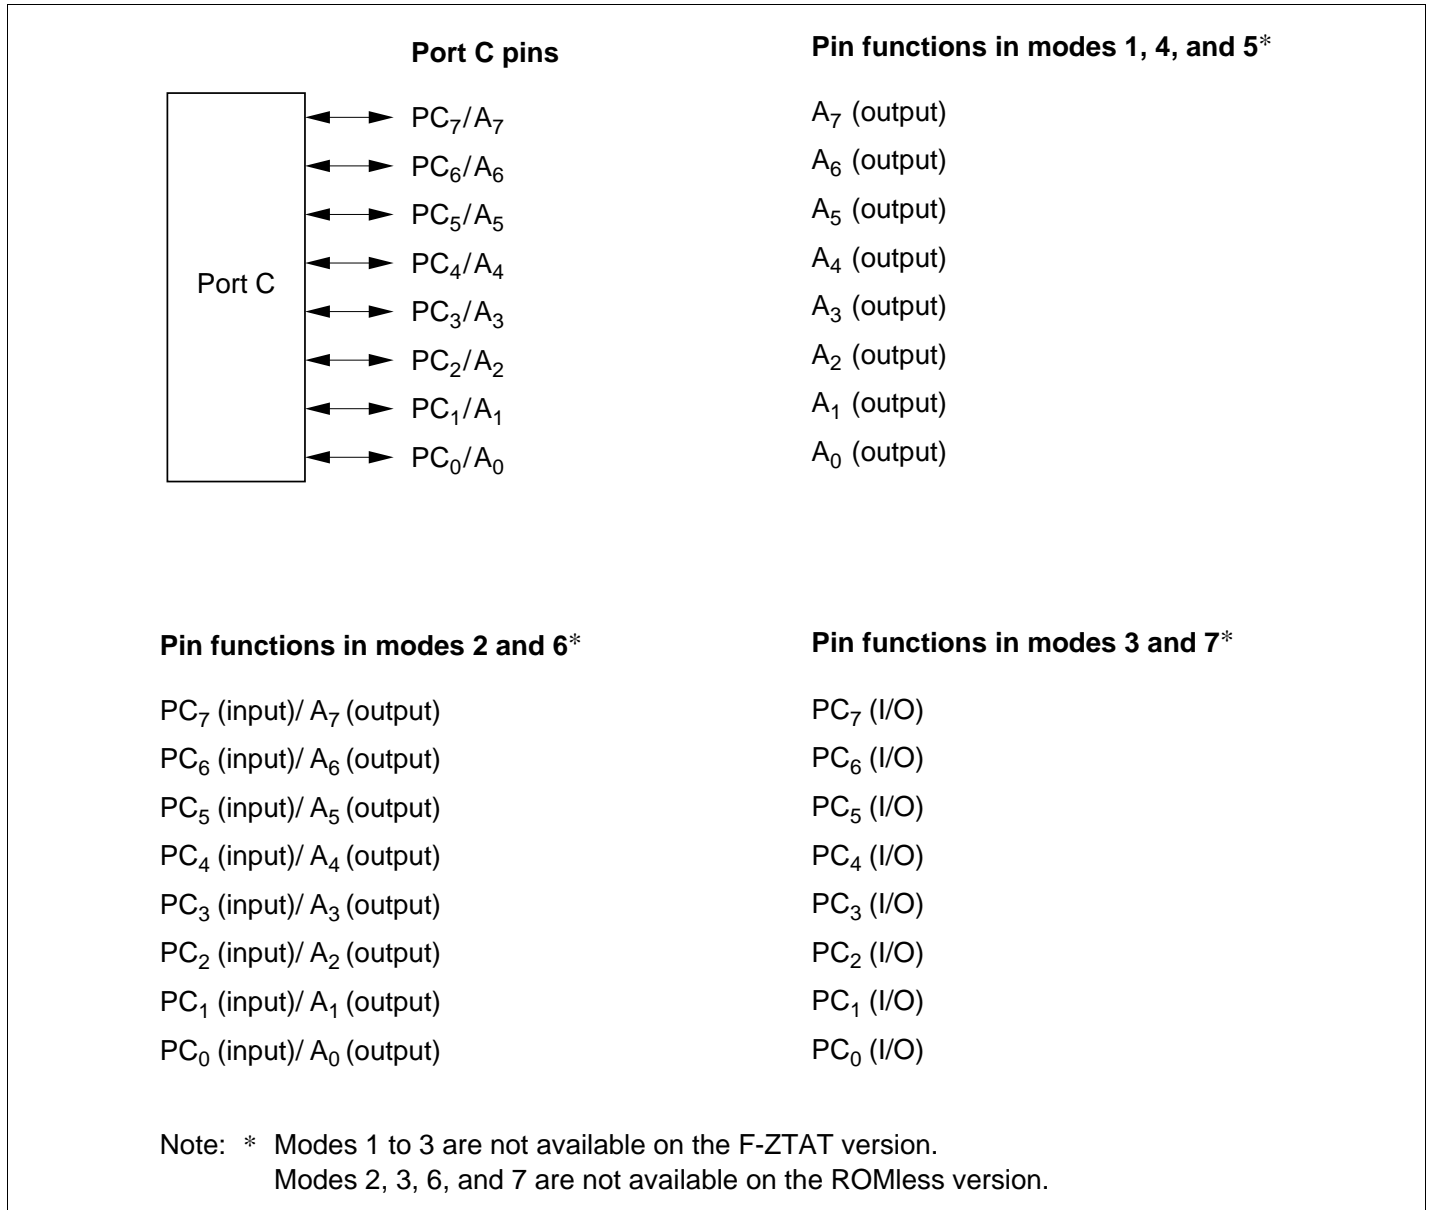 Port C pins
Pin functions in modes 1, 4, and 5*
Port C
PC7/A7
A7 (output)
PC6/A6
A6 (output)
PC5/A5
A5 (output)
PC4/A4
A4 (output)
PC3/A3
A3 (output)
PC2/A2
A2 (output)
PC1/A1
A1 (output)
PC0/A0
A0 (output)
Pin functions in modes 2 and 6*
PC7 (input)/ A7 (output)
PC6 (input)/ A6 (output)
PC5 (input)/ A5 (output)
PC4 (input)/ A4 (output)
PC3 (input)/ A3 (output)
PC2 (input)/ A2 (output)
PC1 (input)/ A1 (output)
PC0 (input)/ A0 (output)
Pin functions in modes 3 and 7*
PC7 (I/O)
PC6 (I/O)
PC5 (I/O)
PC4 (I/O)
PC3 (I/O)
PC2 (I/O)
PC1 (I/O)
PC0 (I/O)
Note: * Modes 1 to 3 are not available on the F-ZTAT version.
Modes 2, 3, 6, and 7 are not available on the ROMless version.